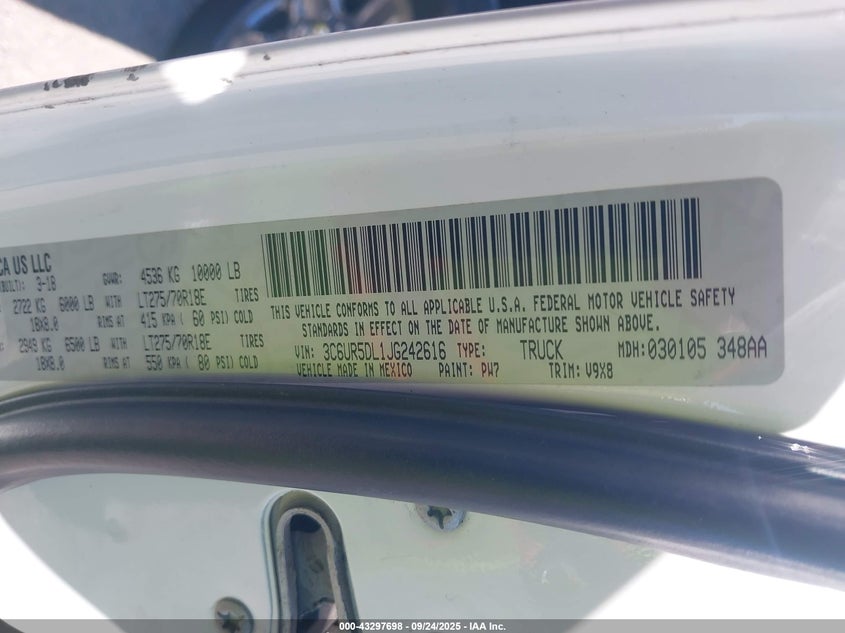 CA US LLC
BUILT): 3-18 GVWR: 4536 KG 10000 LB
2722 KG 6000 LB WITH LT275/70R18E TIRES
18X8.0 RIMS AT 415 KPA ( 60 PSI) COLD
2949 KG 6500 LB WITH LT275/70R18E TIRES
18X8.0 RIMS AT 550 KPA ( 80 PSI) COLD
THIS VEHICLE CONFORMS TO ALL APPLICABLE U.S.A. FEDERAL MOTOR VEHICLE SAFETY
STANDARDS IN EFFECT ON THE DATE OF MANUFACTURE SHOWN ABOVE.
VIN: 3C6UR5DL1JG242616 TYPE: TRUCK MDH: 030105 348AA
VEHICLE MADE IN MEXICO PAINT: PW7 TRIM: V9X8
000-43297698 - 09/24/2025 - IAA Inc.